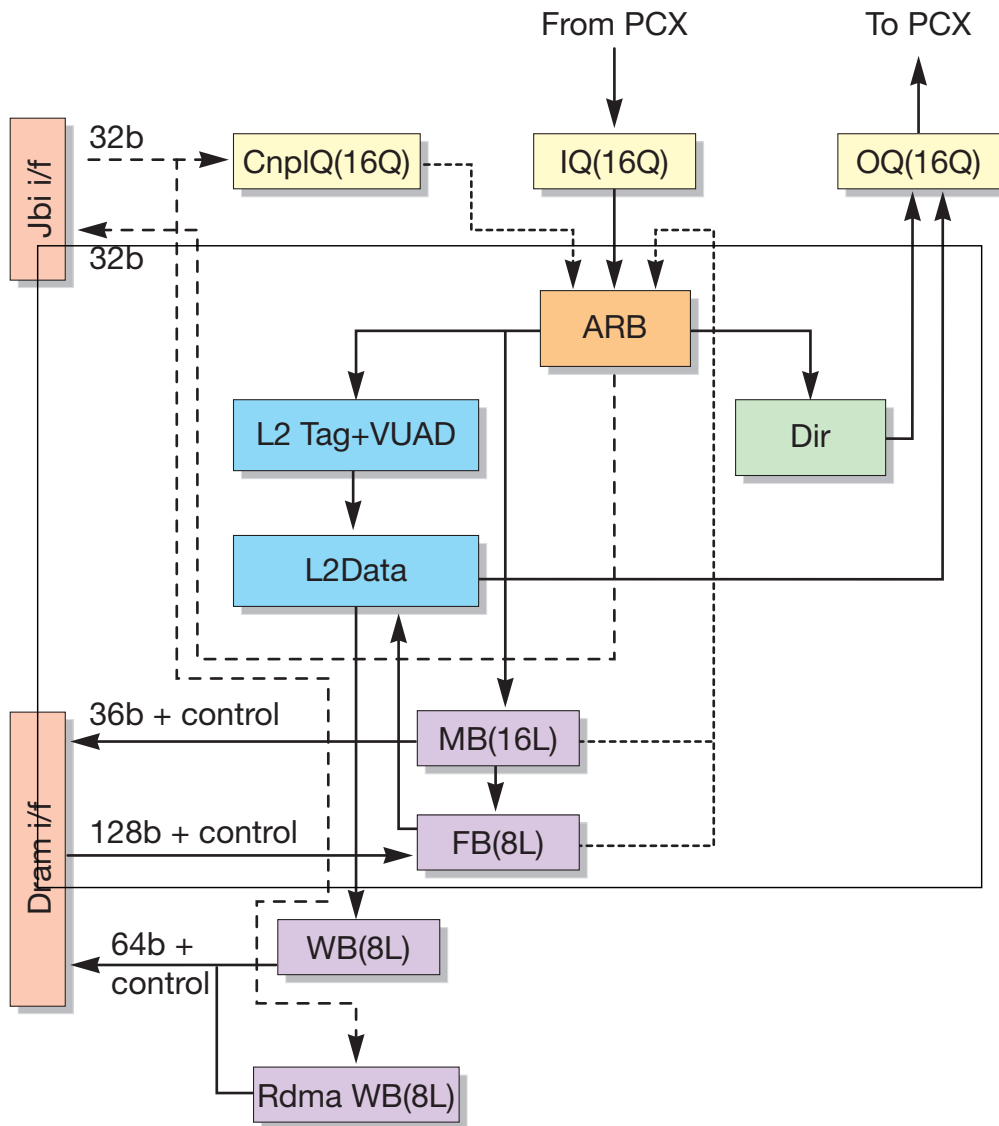 From PCX
To PCX
Jbi i/f
32b
CnplQ(16Q)
IQ(16Q)
OQ(16Q)
32b
ARB
L2 Tag+VUAD
Dir
L2Data
Dram i/f
36b + control
MB(16L)
128b + control
FB(8L)
64b +
control
WB(8L)
Rdma WB(8L)